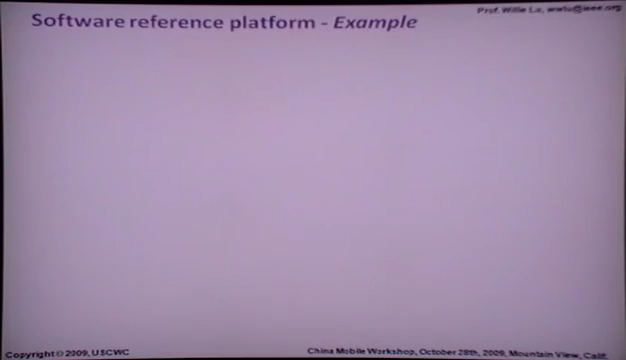 Software reference platform - Example
Prof. Willie Lu, wwlu@ieee.org
Copyright © 2009, USCWC
China Mobile Workshop, October 28th, 2009, Mountain View, Calif.